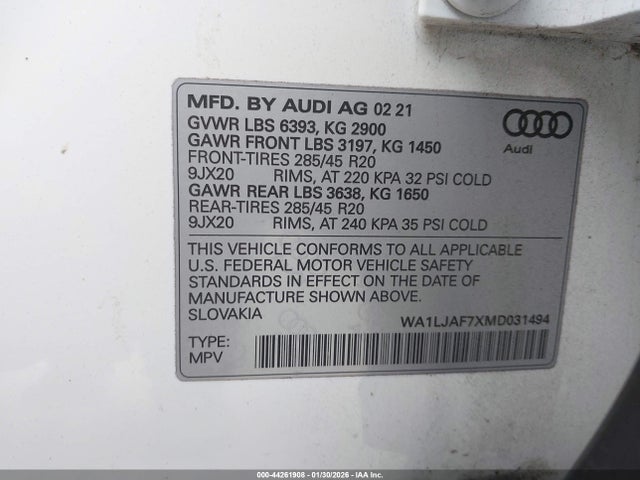 MFD. BY AUDI AG 02 21
GVWR LBS 6393, KG 2900
GAWR FRONT LBS 3197, KG 1450
FRONT-TIRES 285/45 R20
9JX20 RIMS, AT 220 KPA 32 PSI COLD
GAWR REAR LBS 3638, KG 1650
REAR-TIRES 285/45 R20
9JX20 RIMS, AT 240 KPA 35 PSI COLD
Audi
THIS VEHICLE CONFORMS TO ALL APPLICABLE
U.S. FEDERAL MOTOR VEHICLE SAFETY
STANDARDS IN EFFECT ON THE DATE OF
MANUFACTURE SHOWN ABOVE.
SLOVAKIA
WA1LJAF7XMD031494
TYPE:
MPV
000-44261908 - 01/30/2026 - IAA Inc.